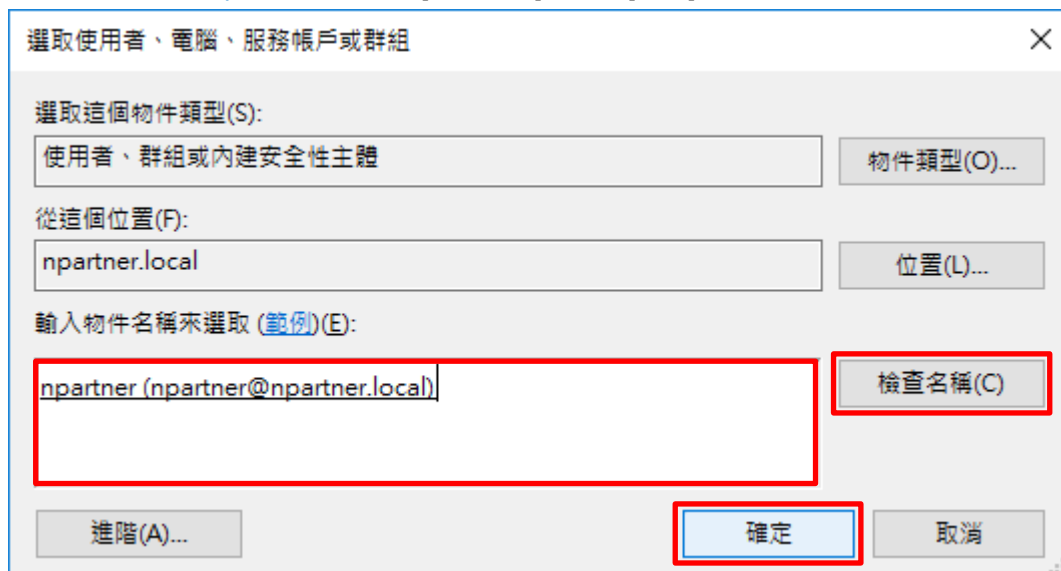 選取使用者、電腦、服務帳戶或群組
選取這個物件類型(S):
使用者、群組或內建安全性主體
物件類型(O)...
從這個位置(F):
npartner.local
位置(L)...
輸入物件名稱來選取 (範例)(E):
npartner (npartner@npartner.local)
檢查名稱(C)
進階(A)...
確定
取消